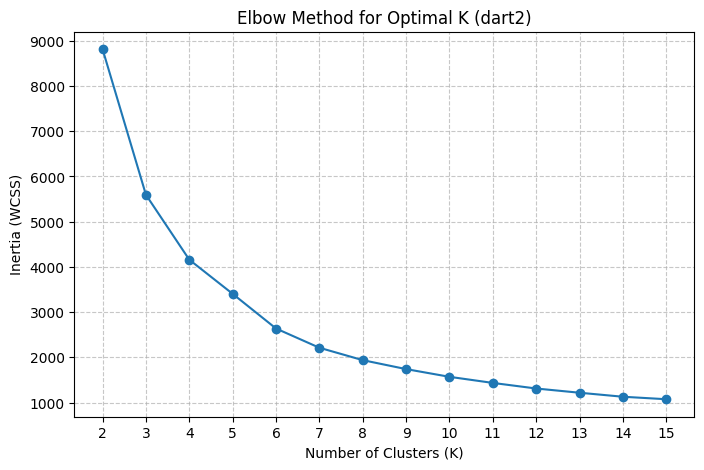 Elbow Method for Optimal K (dart2)
9000
8000
7000
6000
5000
4000
3000
2000
1000
Inertia (WCSS)
2 3 4 5 6 7 8 9 10 11 12 13 14 15
Number of Clusters (K)